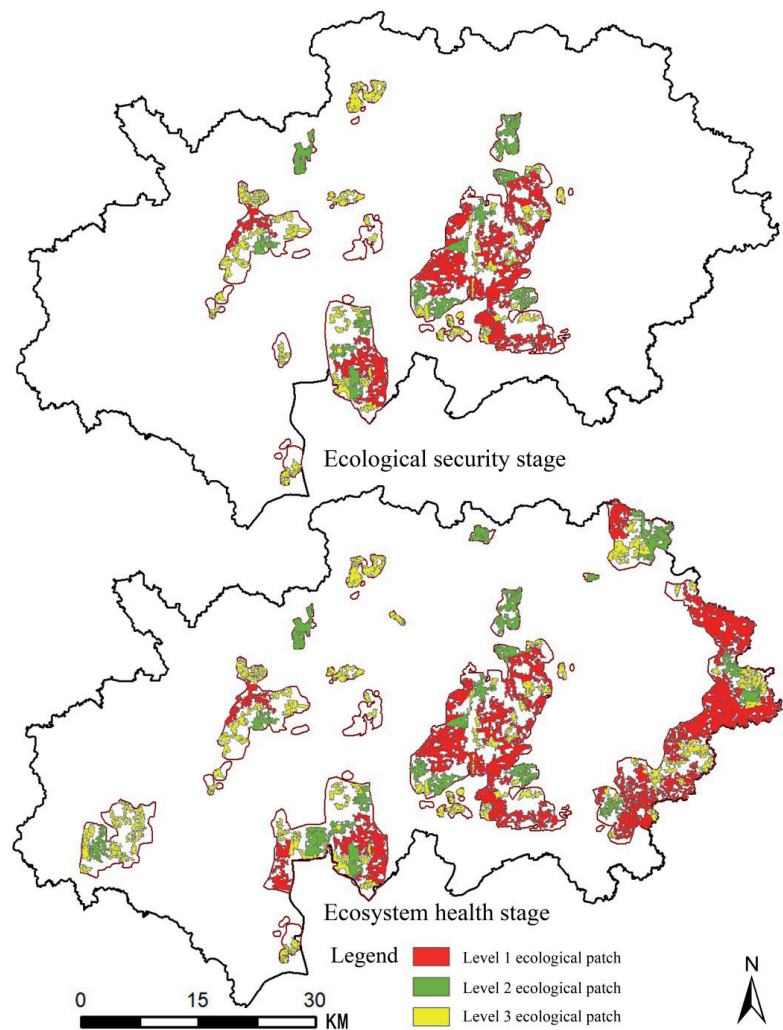 Ecological security stage
Ecosystem health stage
Legend
Level 1 ecological patch
Level 2 ecological patch
Level 3 ecological patch
N
0 15 30
KM